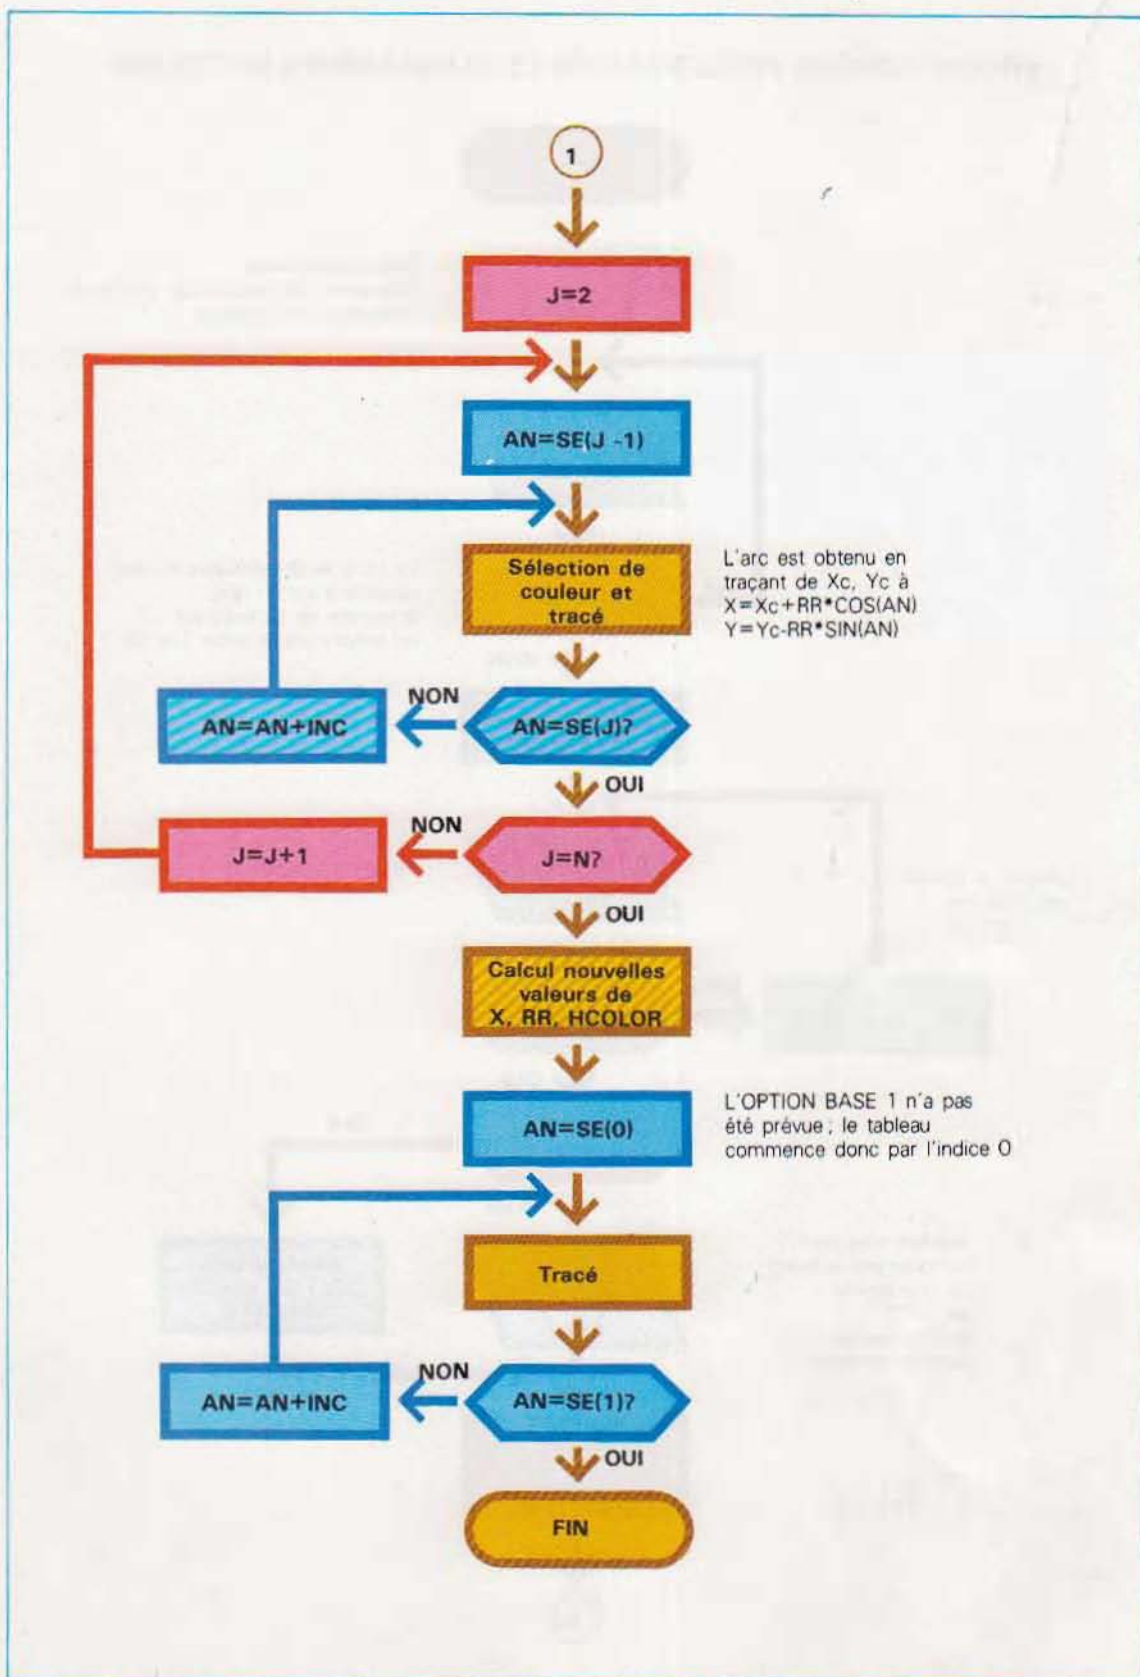 1
J=2
AN=SE(J -1)
Sélection de
couleur et
tracé
L'arc est obtenu en
traçant de Xc, Yc à
X=Xc+RR*COS(AN)
Y=Yc-RR*SIN(AN)
NON
AN=AN+INC
AN=SE(J)?
OUI
NON
J=J+1
J=N?
OUI
Calcul nouvelles
valeurs de
X, RR, HCOLOR
AN=SE(0)
L'OPTION BASE 1 n'a pas
été prévue ; le tableau
commence donc par l'indice O
Tracé
NON
AN=AN+INC
AN=SE(1)?
OUI
FIN